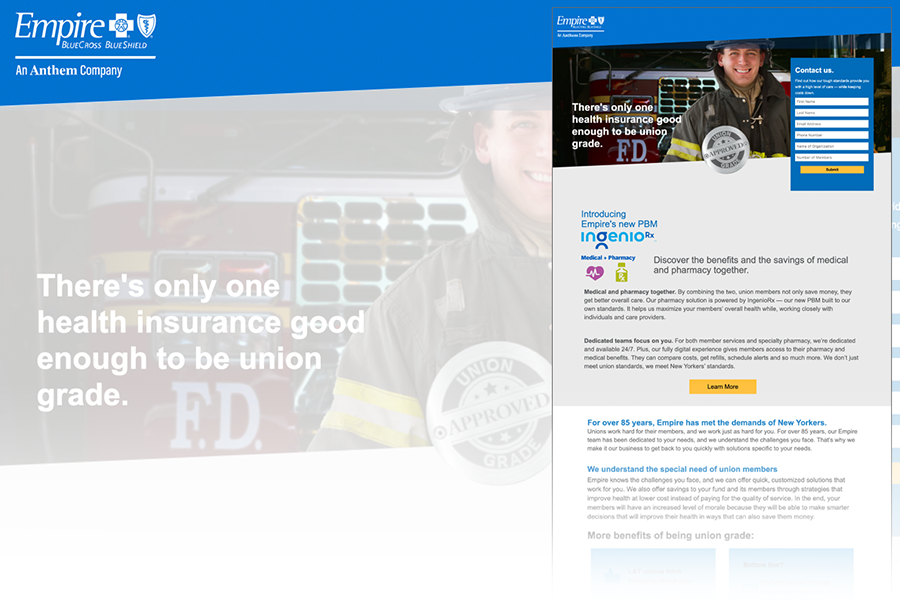 Empire
BLUECROSS BLUESHIELD
An Anthem Company
There's only one
health insurance good
enough to be union
grade.
F.D.
UNION
APPROVED
GRADE
Empire
BLUECROSS BLUESHIELD
An Anthem Company
There's only one
health insurance good
enough to be union
grade.
F.D.
UNION
APPROVED
GRADE
Contact us.
Find out how our tough standards provide you
with a high level of care — while keeping
costs down.
First Name
Last Name
Email Address
Phone Number
Name of Organization
Number of Members
Submit
Introducing
Empire's new PBM
ingenioRx
Medical + Pharmacy
Discover the benefits and the savings of medical
and pharmacy together.
Medical and pharmacy together. By combining the two, union members not only save money, they
get better overall care. Our pharmacy solution is powered by IngenioRx — our new PBM built to our
own standards. It helps us maximize your members' overall health while, working closely with
individuals and care providers.
Dedicated teams focus on you. For both member services and specialty pharmacy, we're dedicated
and available 24/7. Plus, our fully digital experience gives members access to their pharmacy and
medical benefits. They can compare costs, get refills, schedule alerts and so much more. We don't just
meet union standards, we meet New Yorkers' standards.
Learn More
For over 85 years, Empire has met the demands of New Yorkers.
Unions work hard for their members, and we work just as hard for you. For over 85 years, our Empire
team has been dedicated to your needs, and we understand the challenges you face. That's why we
make it our business to get back to you quickly with solutions specific to your needs.
We understand the special need of union members
Empire knows the challenges you face, and we can offer quick, customized solutions that
work for you. We also offer savings to your fund and its members through strategies that
improve health at lower cost instead of paying for the quality of service. In the end, your
members will have an increased level of morale because they will be able to make smarter
decisions that will improve their health in ways that can also save them money.
More benefits of being union grade: